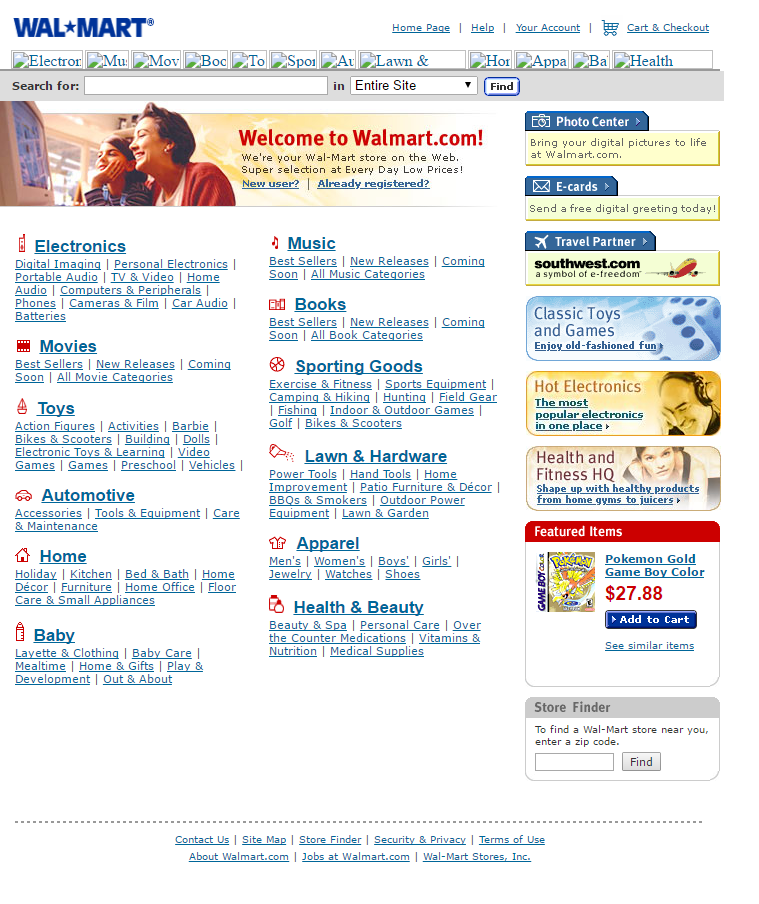 WAL★MART®
Home Page | Help | Your Account | Cart & Checkout
Electron Mu Mov Boo To Spor Au Lawn & Hor Appa Ba Health
Search for: in Entire Site Find
Welcome to Walmart.com!
We're your Wal-Mart store on the Web.
Super selection at Every Day Low Prices!
New user? | Already registered?
Electronics
Digital Imaging | Personal Electronics |
Portable Audio | TV & Video | Home
Audio | Computers & Peripherals |
Phones | Cameras & Film | Car Audio |
Batteries
Movies
Best Sellers | New Releases | Coming
Soon | All Movie Categories
Toys
Action Figures | Activities | Barbie |
Bikes & Scooters | Building | Dolls |
Electronic Toys & Learning | Video
Games | Games | Preschool | Vehicles |
Automotive
Accessories | Tools & Equipment | Care
& Maintenance
Home
Holiday | Kitchen | Bed & Bath | Home
Décor | Furniture | Home Office | Floor
Care & Small Appliances
Baby
Layette & Clothing | Baby Care |
Mealtime | Home & Gifts | Play &
Development | Out & About
Music
Best Sellers | New Releases | Coming
Soon | All Music Categories
Books
Best Sellers | New Releases | Coming
Soon | All Book Categories
Sporting Goods
Exercise & Fitness | Sports Equipment |
Camping & Hiking | Hunting | Field Gear
| Fishing | Indoor & Outdoor Games |
Golf | Bikes & Scooters
Lawn & Hardware
Power Tools | Hand Tools | Home
Improvement | Patio Furniture & Décor |
BBQs & Smokers | Outdoor Power
Equipment | Lawn & Garden
Apparel
Men's | Women's | Boys' | Girls' |
Jewelry | Watches | Shoes
Health & Beauty
Beauty & Spa | Personal Care | Over
the Counter Medications | Vitamins &
Nutrition | Medical Supplies
Photo Center
Bring your digital pictures to life
at Walmart.com.
E-cards
Send a free digital greeting today!
Travel Partner
southwest.com
a symbol of e-freedom®
Classic Toys
and Games
Enjoy old-fashioned fun
Hot Electronics
The most
popular electronics
in one place
Health and
Fitness HQ
Shape up with healthy products
from home gyms to juicers
Featured Items
GAME BOY COLOR
Pokémon
Pokemon Gold
Game Boy Color
$27.88
Add to Cart
See similar items
Store Finder
To find a Wal-Mart store near you,
enter a zip code.
Find
Contact Us | Site Map | Store Finder | Security & Privacy | Terms of Use
About Walmart.com | Jobs at Walmart.com | Wal-Mart Stores, Inc.